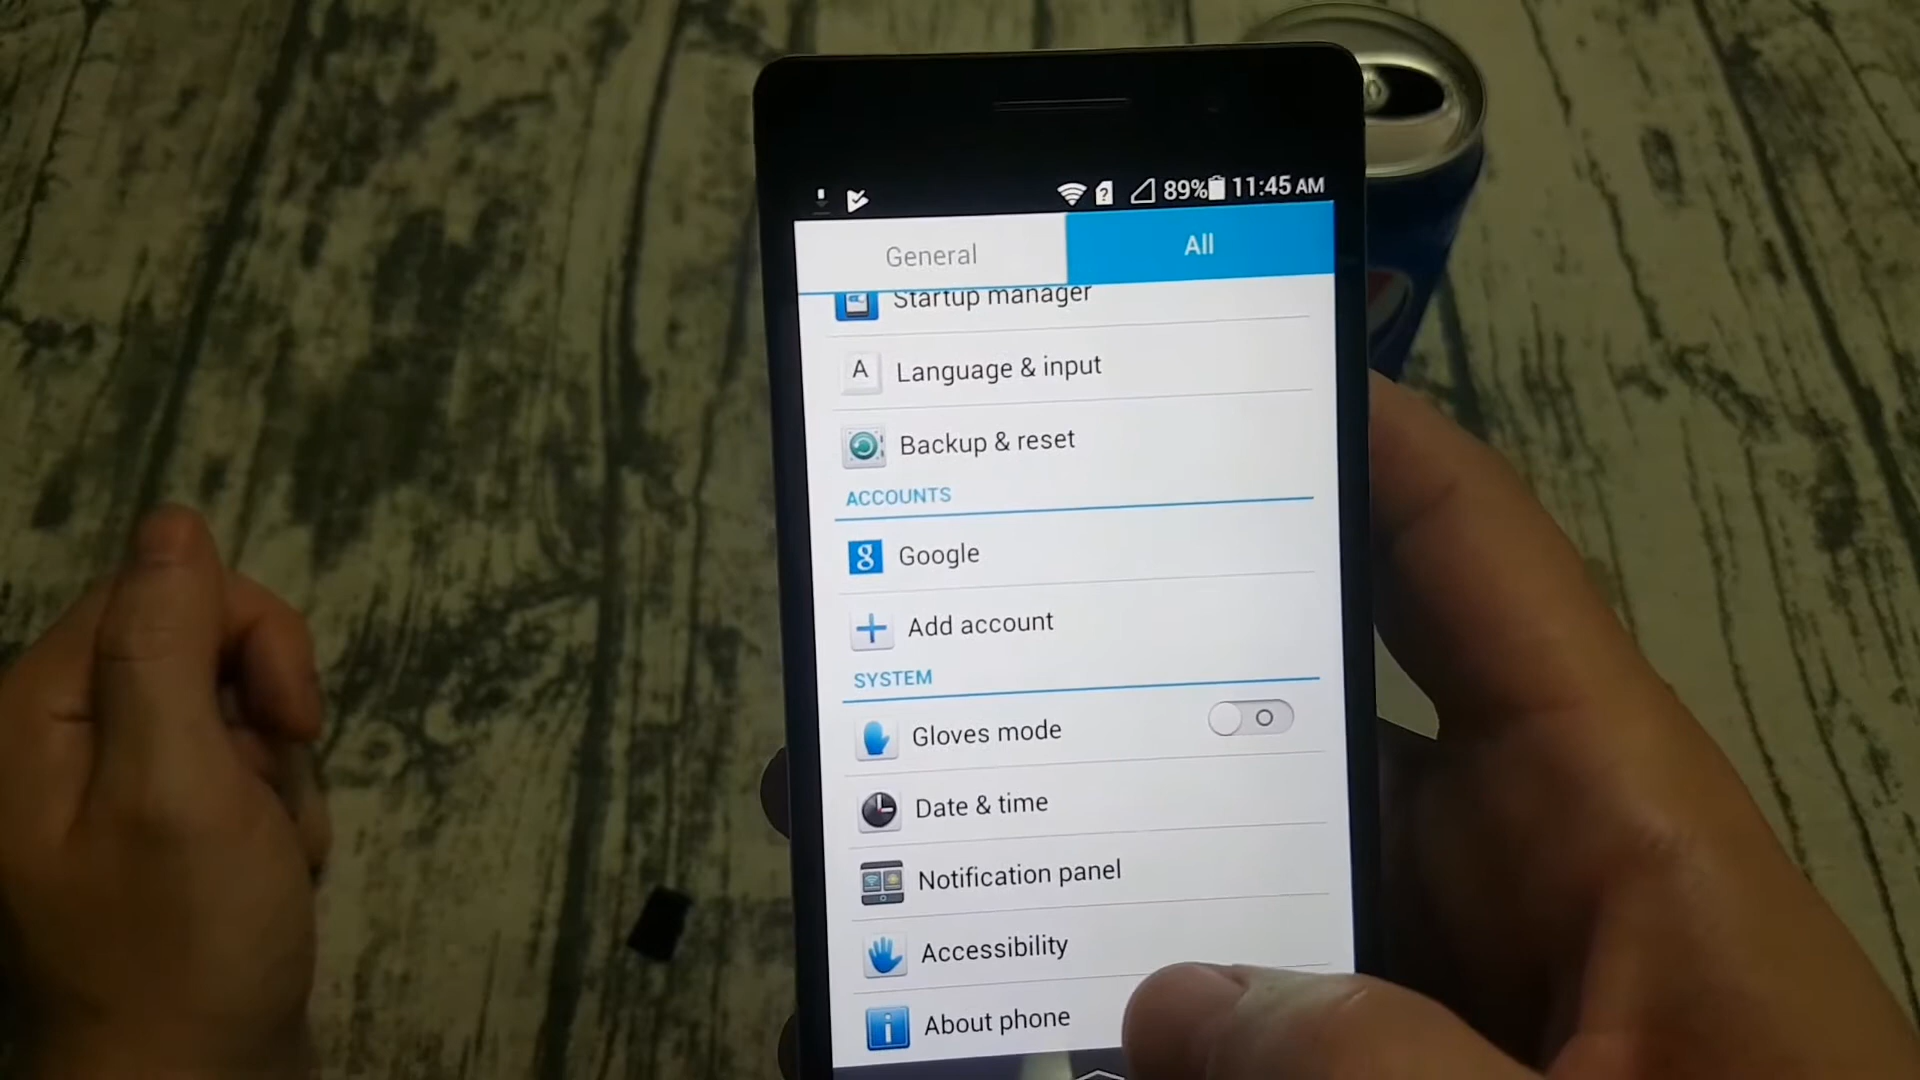 89% 11:45 AM
General All
Startup manager
A Language & input
Backup & reset
ACCOUNTS
g Google
Add account
SYSTEM
Gloves mode
Date & time
Notification panel
Accessibility
i About phone